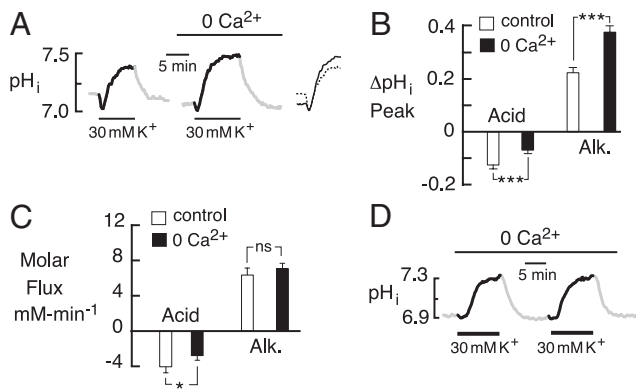 A
0 Ca²⁺
7.5
5 min
pHᵢ
7.0
30 mM K⁺
30 mM K⁺
B
control
0 Ca²⁺
***
0.4
ΔpHᵢ
0.2
Peak
Acid
0
Alk.
-0.2
***
C
control
0 Ca²⁺
12
8
ns
Molar
Flux
mM-min⁻¹
4
Acid
0
Alk.
-4
*
D
0 Ca²⁺
5 min
7.3
pHᵢ
6.9
30 mM K⁺
30 mM K⁺